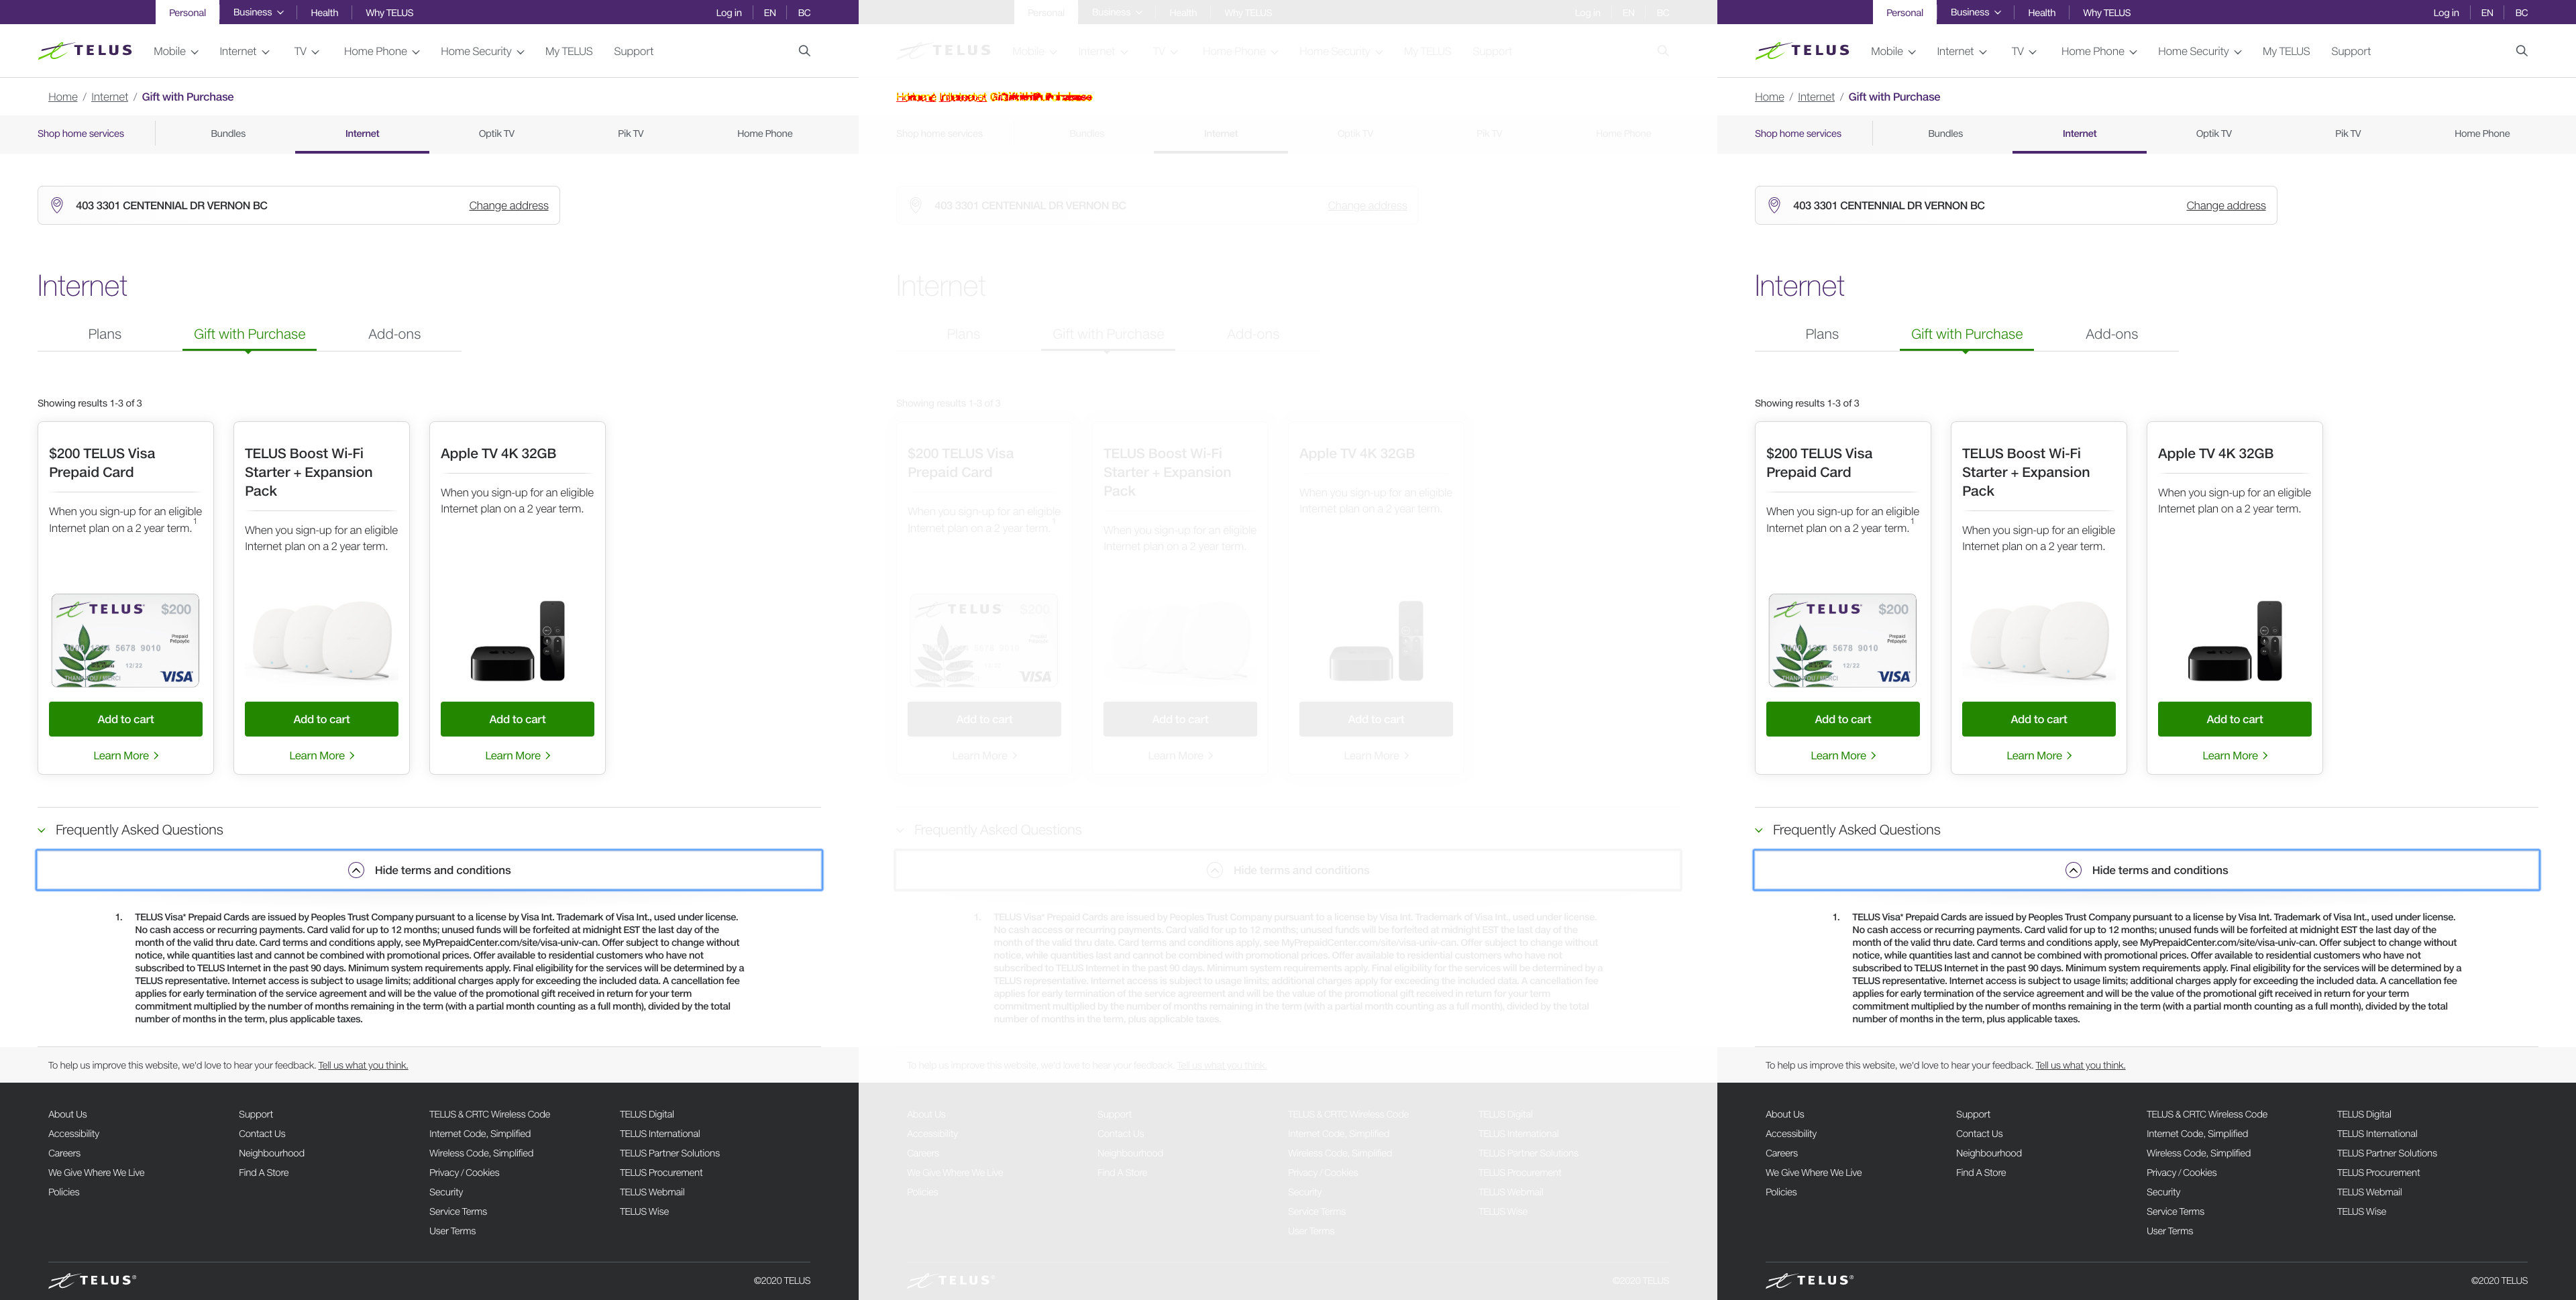 Personal Business Health Why TELUS Log in EN BC
TELUS Mobile Internet TV Home Phone Home Security My TELUS Support
Home / Internet / Gift with Purchase
Shop home services Bundles Internet Optik TV Pik TV Home Phone
403 3301 CENTENNIAL DR VERNON BC Change address
Internet
Plans Gift with Purchase Add-ons
Showing results 1-3 of 3
$200 TELUS Visa
Prepaid Card
When you sign-up for an eligible
Internet plan on a 2 year term.1
TELUS $200
Prepaid
Prépayée
5678 9010
12/22
VISA
Add to cart
Learn More
TELUS Boost Wi-Fi
Starter + Expansion
Pack
When you sign-up for an eligible
Internet plan on a 2 year term.
Add to cart
Learn More
Apple TV 4K 32GB
When you sign-up for an eligible
Internet plan on a 2 year term.
Add to cart
Learn More
Frequently Asked Questions
Hide terms and conditions
1. TELUS Visa* Prepaid Cards are issued by Peoples Trust Company pursuant to a license by Visa Int. Trademark of Visa Int., used under license.
No cash access or recurring payments. Card valid for up to 12 months; unused funds will be forfeited at midnight EST the last day of the
month of the valid thru date. Card terms and conditions apply, see MyPrepaidCenter.com/site/visa-univ-can. Offer subject to change without
notice, while quantities last and cannot be combined with promotional prices. Offer available to residential customers who have not
subscribed to TELUS Internet in the past 90 days. Minimum system requirements apply. Final eligibility for the services will be determined by a
TELUS representative. Internet access is subject to usage limits; additional charges apply for exceeding the included data. A cancellation fee
applies for early termination of the service agreement and will be the value of the promotional gift received in return for your term
commitment multiplied by the number of months remaining in the term (with a partial month counting as a full month), divided by the total
number of months in the term, plus applicable taxes.
To help us improve this website, we'd love to hear your feedback. Tell us what you think.
About Us
Accessibility
Careers
We Give Where We Live
Policies
Support
Contact Us
Neighbourhood
Find A Store
TELUS & CRTC Wireless Code
Internet Code, Simplified
Wireless Code, Simplified
Privacy / Cookies
Security
Service Terms
User Terms
TELUS Digital
TELUS International
TELUS Partner Solutions
TELUS Procurement
TELUS Webmail
TELUS Wise
TELUS® ©2020 TELUS
Personal Business Health Why TELUS Log in EN BC
TELUS Mobile Internet TV Home Phone Home Security My TELUS Support
Shop home services Bundles Internet Optik TV Pik TV Home Phone
403 3301 CENTENNIAL DR VERNON BC Change address
Internet
Plans Gift with Purchase Add-ons
Showing results 1-3 of 3
$200 TELUS Visa
Prepaid Card
When you sign-up for an eligible
Internet plan on a 2 year term.1
TELUS $200
Add to cart
Learn More
TELUS Boost Wi-Fi
Starter + Expansion
Pack
When you sign-up for an eligible
Internet plan on a 2 year term.
Add to cart
Learn More
Apple TV 4K 32GB
When you sign-up for an eligible
Internet plan on a 2 year term.
Add to cart
Learn More
Frequently Asked Questions
Hide terms and conditions
1. TELUS Visa* Prepaid Cards are issued by Peoples Trust Company pursuant to a license by Visa Int. Trademark of Visa Int., used under license.
No cash access or recurring payments. Card valid for up to 12 months; unused funds will be forfeited at midnight EST the last day of the
month of the valid thru date. Card terms and conditions apply, see MyPrepaidCenter.com/site/visa-univ-can. Offer subject to change without
notice, while quantities last and cannot be combined with promotional prices. Offer available to residential customers who have not
subscribed to TELUS Internet in the past 90 days. Minimum system requirements apply. Final eligibility for the services will be determined by a
TELUS representative. Internet access is subject to usage limits; additional charges apply for exceeding the included data. A cancellation fee
applies for early termination of the service agreement and will be the value of the promotional gift received in return for your term
commitment multiplied by the number of months remaining in the term (with a partial month counting as a full month), divided by the total
number of months in the term, plus applicable taxes.
To help us improve this website, we'd love to hear your feedback. Tell us what you think.
About Us
Accessibility
Careers
We Give Where We Live
Policies
Support
Contact Us
Neighbourhood
Find A Store
TELUS & CRTC Wireless Code
Internet Code, Simplified
Wireless Code, Simplified
Privacy / Cookies
Security
Service Terms
User Terms
TELUS Digital
TELUS International
TELUS Partner Solutions
TELUS Procurement
TELUS Webmail
TELUS Wise
TELUS ©2020 TELUS
Personal Business Health Why TELUS Log in EN BC
TELUS Mobile Internet TV Home Phone Home Security My TELUS Support
Home / Internet / Gift with Purchase
Shop home services Bundles Internet Optik TV Pik TV Home Phone
403 3301 CENTENNIAL DR VERNON BC Change address
Internet
Plans Gift with Purchase Add-ons
Showing results 1-3 of 3
$200 TELUS Visa
Prepaid Card
When you sign-up for an eligible
Internet plan on a 2 year term.1
TELUS $200
Prepaid
Prépayée
5678 9010
12/22
VISA
Add to cart
Learn More
TELUS Boost Wi-Fi
Starter + Expansion
Pack
When you sign-up for an eligible
Internet plan on a 2 year term.
Add to cart
Learn More
Apple TV 4K 32GB
When you sign-up for an eligible
Internet plan on a 2 year term.
Add to cart
Learn More
Frequently Asked Questions
Hide terms and conditions
1. TELUS Visa* Prepaid Cards are issued by Peoples Trust Company pursuant to a license by Visa Int. Trademark of Visa Int., used under license.
No cash access or recurring payments. Card valid for up to 12 months; unused funds will be forfeited at midnight EST the last day of the
month of the valid thru date. Card terms and conditions apply, see MyPrepaidCenter.com/site/visa-univ-can. Offer subject to change without
notice, while quantities last and cannot be combined with promotional prices. Offer available to residential customers who have not
subscribed to TELUS Internet in the past 90 days. Minimum system requirements apply. Final eligibility for the services will be determined by a
TELUS representative. Internet access is subject to usage limits; additional charges apply for exceeding the included data. A cancellation fee
applies for early termination of the service agreement and will be the value of the promotional gift received in return for your term
commitment multiplied by the number of months remaining in the term (with a partial month counting as a full month), divided by the total
number of months in the term, plus applicable taxes.
To help us improve this website, we'd love to hear your feedback. Tell us what you think.
About Us
Accessibility
Careers
We Give Where We Live
Policies
Support
Contact Us
Neighbourhood
Find A Store
TELUS & CRTC Wireless Code
Internet Code, Simplified
Wireless Code, Simplified
Privacy / Cookies
Security
Service Terms
User Terms
TELUS Digital
TELUS International
TELUS Partner Solutions
TELUS Procurement
TELUS Webmail
TELUS Wise
TELUS® ©2020 TELUS